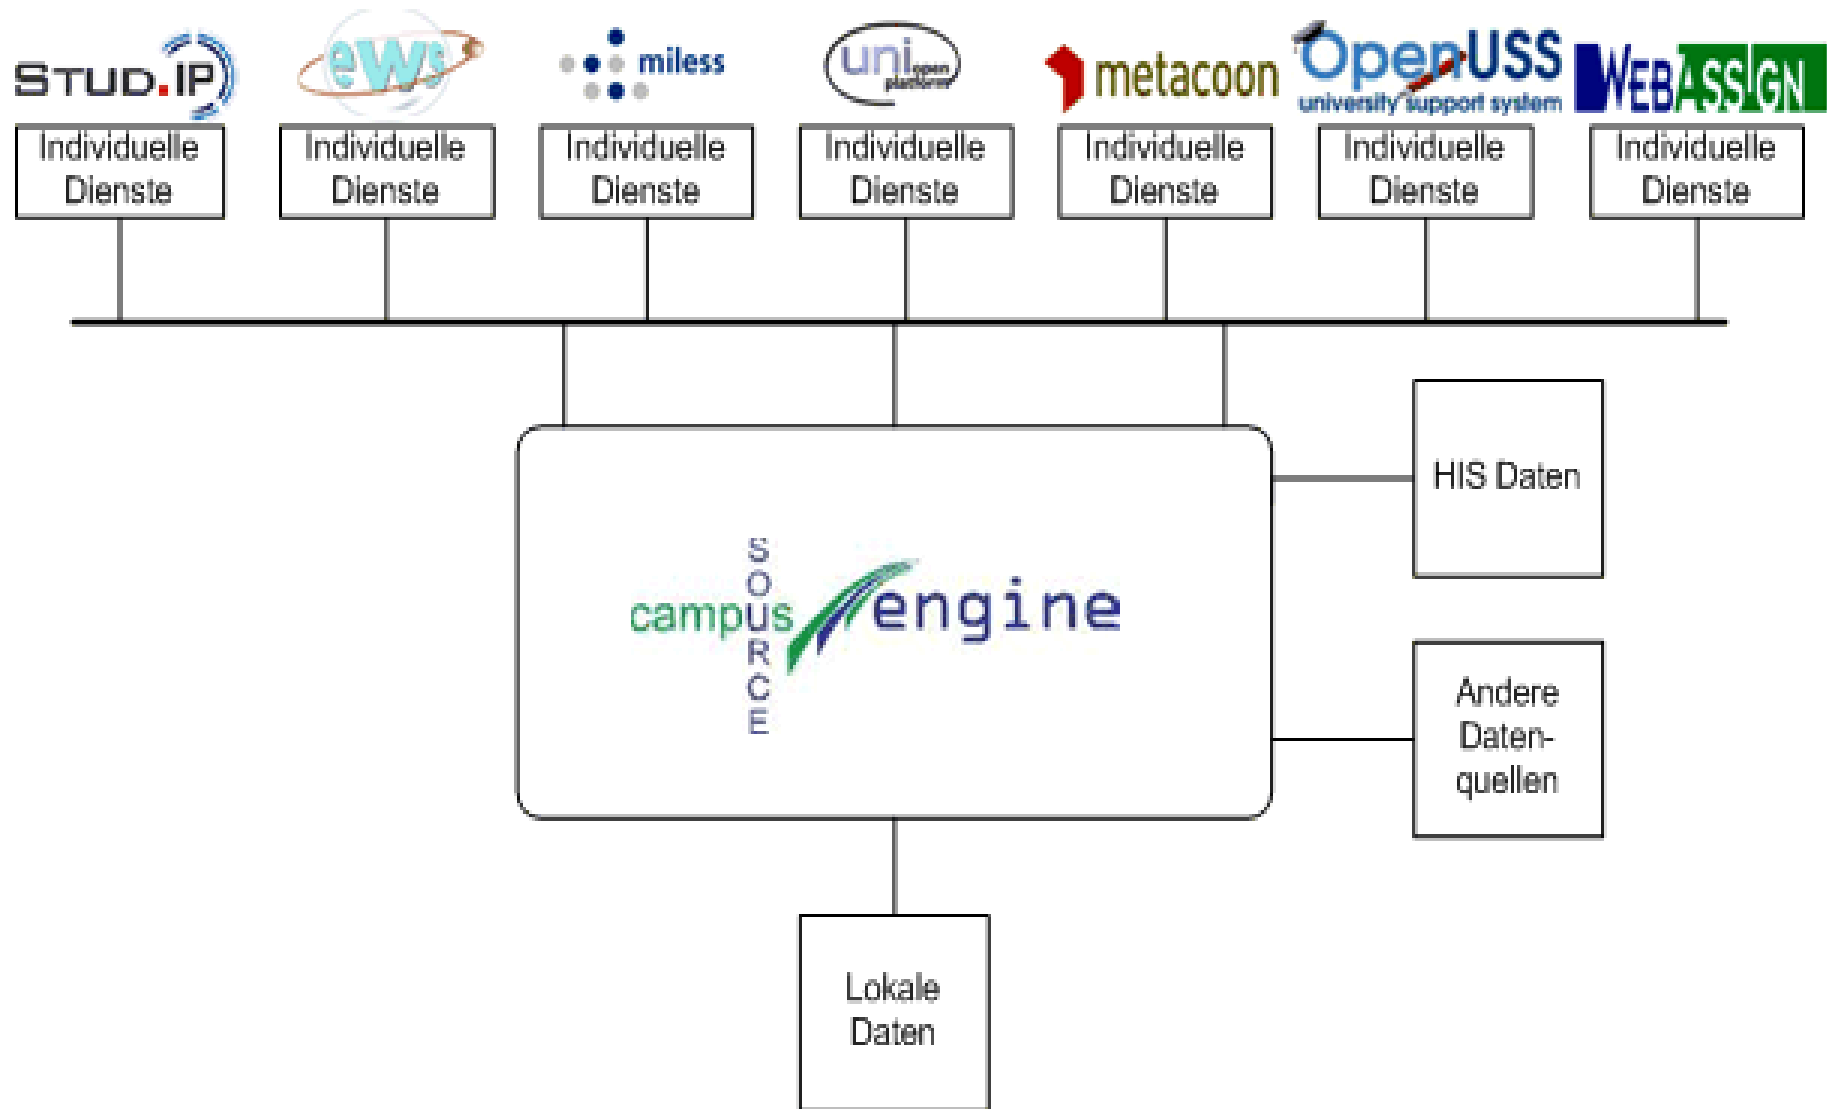 STUD.IP
ews
miless
uni open platform
metacoon
OpenUSS
university support system
WEBASSIGN
Individuelle
Dienste
Individuelle
Dienste
Individuelle
Dienste
Individuelle
Dienste
Individuelle
Dienste
Individuelle
Dienste
Individuelle
Dienste
HIS Daten
campus
SOURCE
engine
Andere
Daten-
quellen
Lokale
Daten